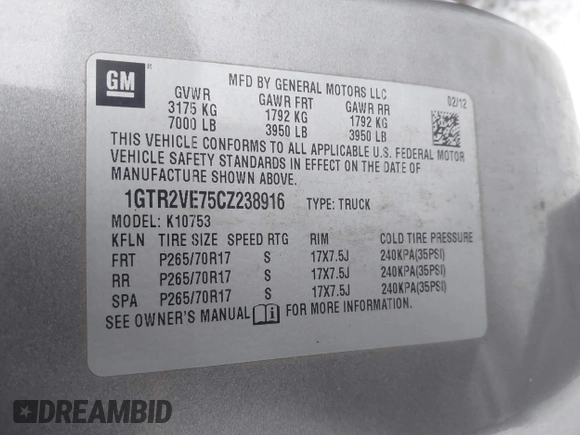 GM
®
MFD BY GENERAL MOTORS LLC
02/12
GVWR GAWR FRT GAWR RR
3175 KG 1792 KG 1792 KG
7000 LB 3950 LB 3950 LB
THIS VEHICLE CONFORMS TO ALL APPLICABLE U.S. FEDERAL MOTOR
VEHICLE SAFETY STANDARDS IN EFFECT ON THE DATE OF
MANUFACTURE SHOWN ABOVE.
1GTR2VE75CZ238916 TYPE: TRUCK
MODEL: K10753
KFLN TIRE SIZE SPEED RTG RIM COLD TIRE PRESSURE
FRT P265/70R17 S 17X7.5J 240KPA(35PSI)
RR P265/70R17 S 17X7.5J 240KPA(35PSI)
SPA P265/70R17 S 17X7.5J 240KPA(35PSI)
SEE OWNER'S MANUAL i FOR MORE INFORMATION.
DREAMBID